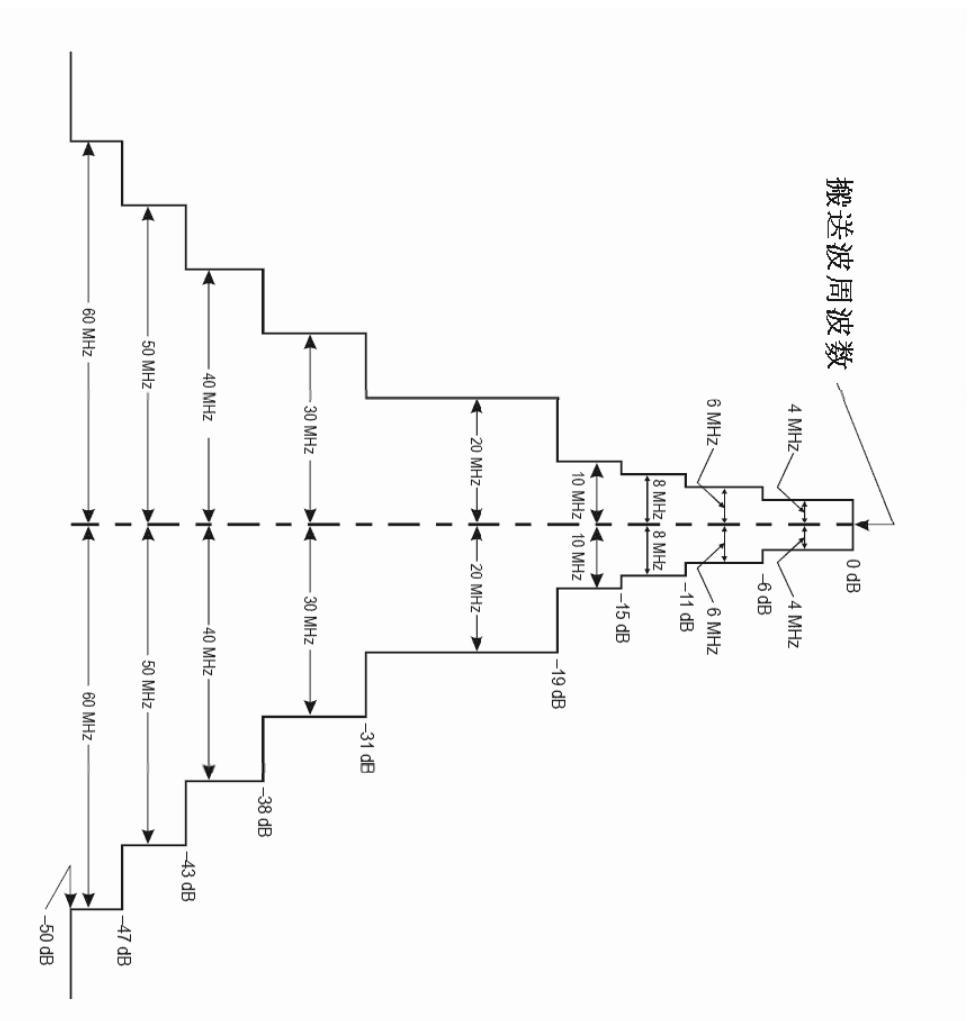 搬送波周波数
0 dB
4 MHz
4 MHz
–6 dB
6 MHz
6 MHz
–11 dB
8 MHz
8 MHz
–15 dB
10 MHz
10 MHz
–19 dB
20 MHz
20 MHz
–31 dB
30 MHz
30 MHz
–38 dB
40 MHz
40 MHz
–43 dB
50 MHz
50 MHz
–47 dB
60 MHz
60 MHz
–50 dB